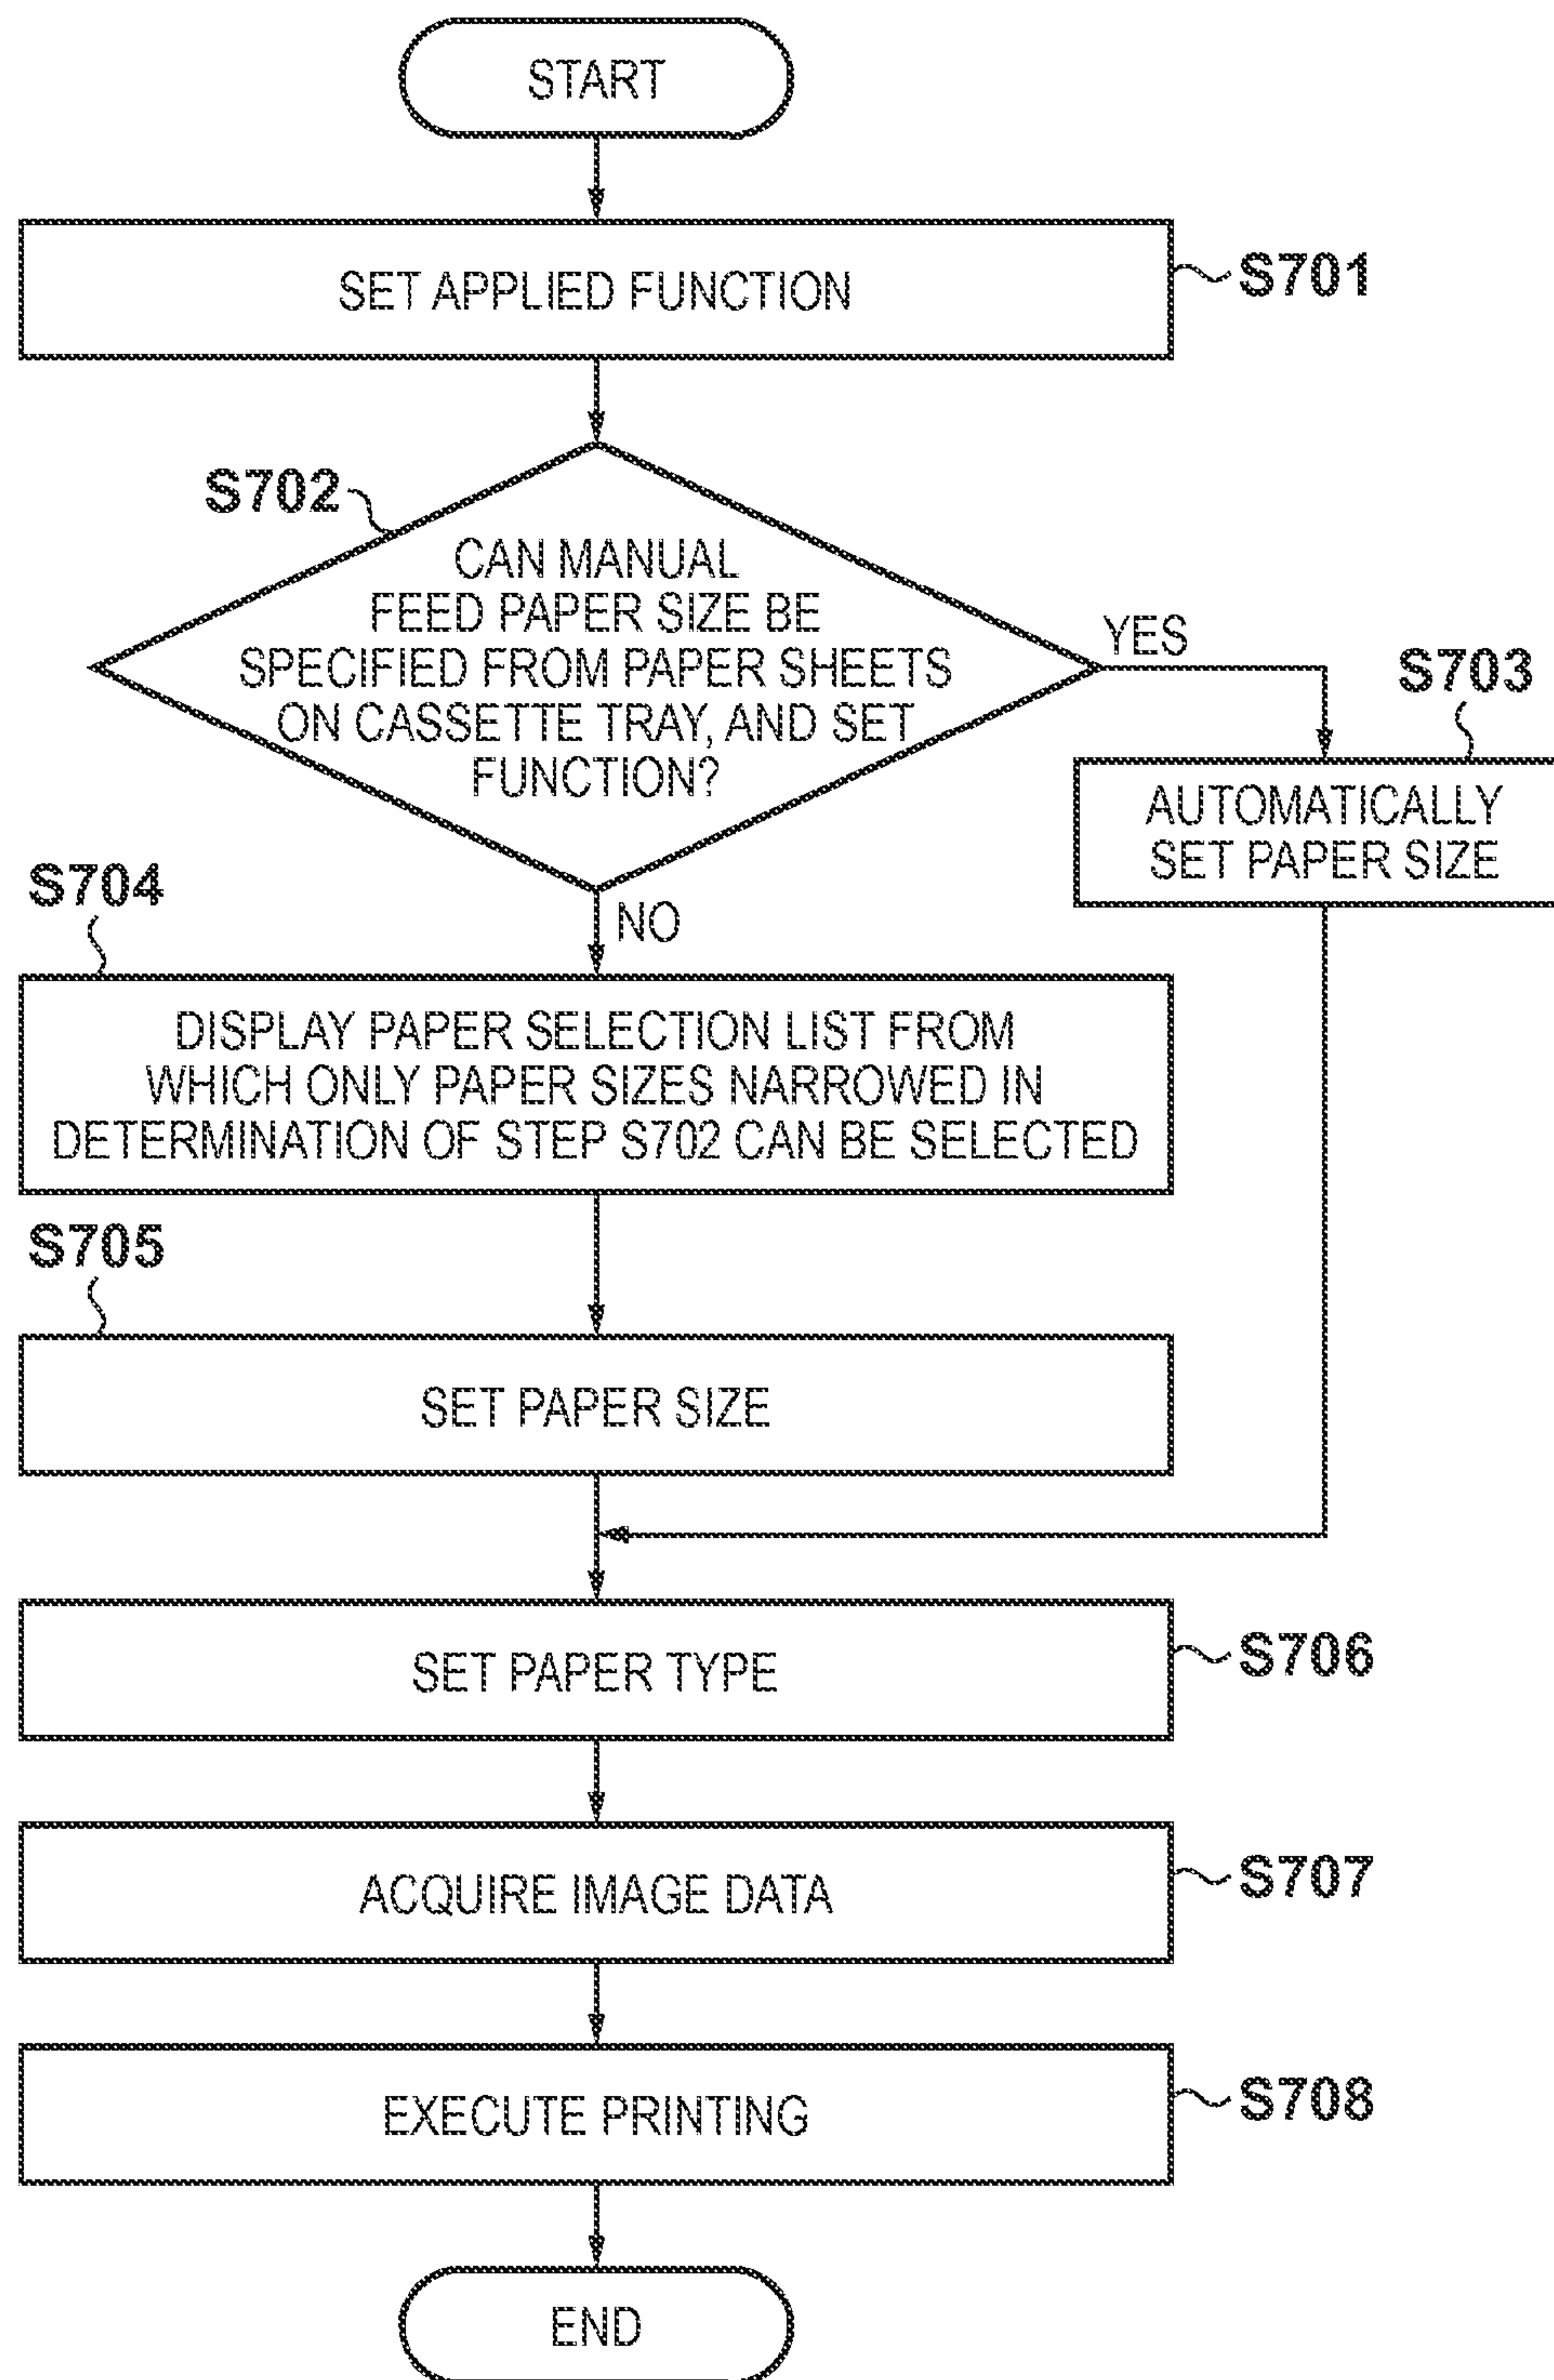 START
SET APPLIED FUNCTION
S701
S702
CAN MANUAL
FEED PAPER SIZE BE
SPECIFIED FROM PAPER SHEETS
ON CASSETTE TRAY, AND SET
FUNCTION?
YES
S703
AUTOMATICALLY
SET PAPER SIZE
NO
S704
DISPLAY PAPER SELECTION LIST FROM
WHICH ONLY PAPER SIZES NARROWED IN
DETERMINATION OF STEP S702 CAN BE SELECTED
S705
SET PAPER SIZE
SET PAPER TYPE
S706
ACQUIRE IMAGE DATA
S707
EXECUTE PRINTING
S708
END